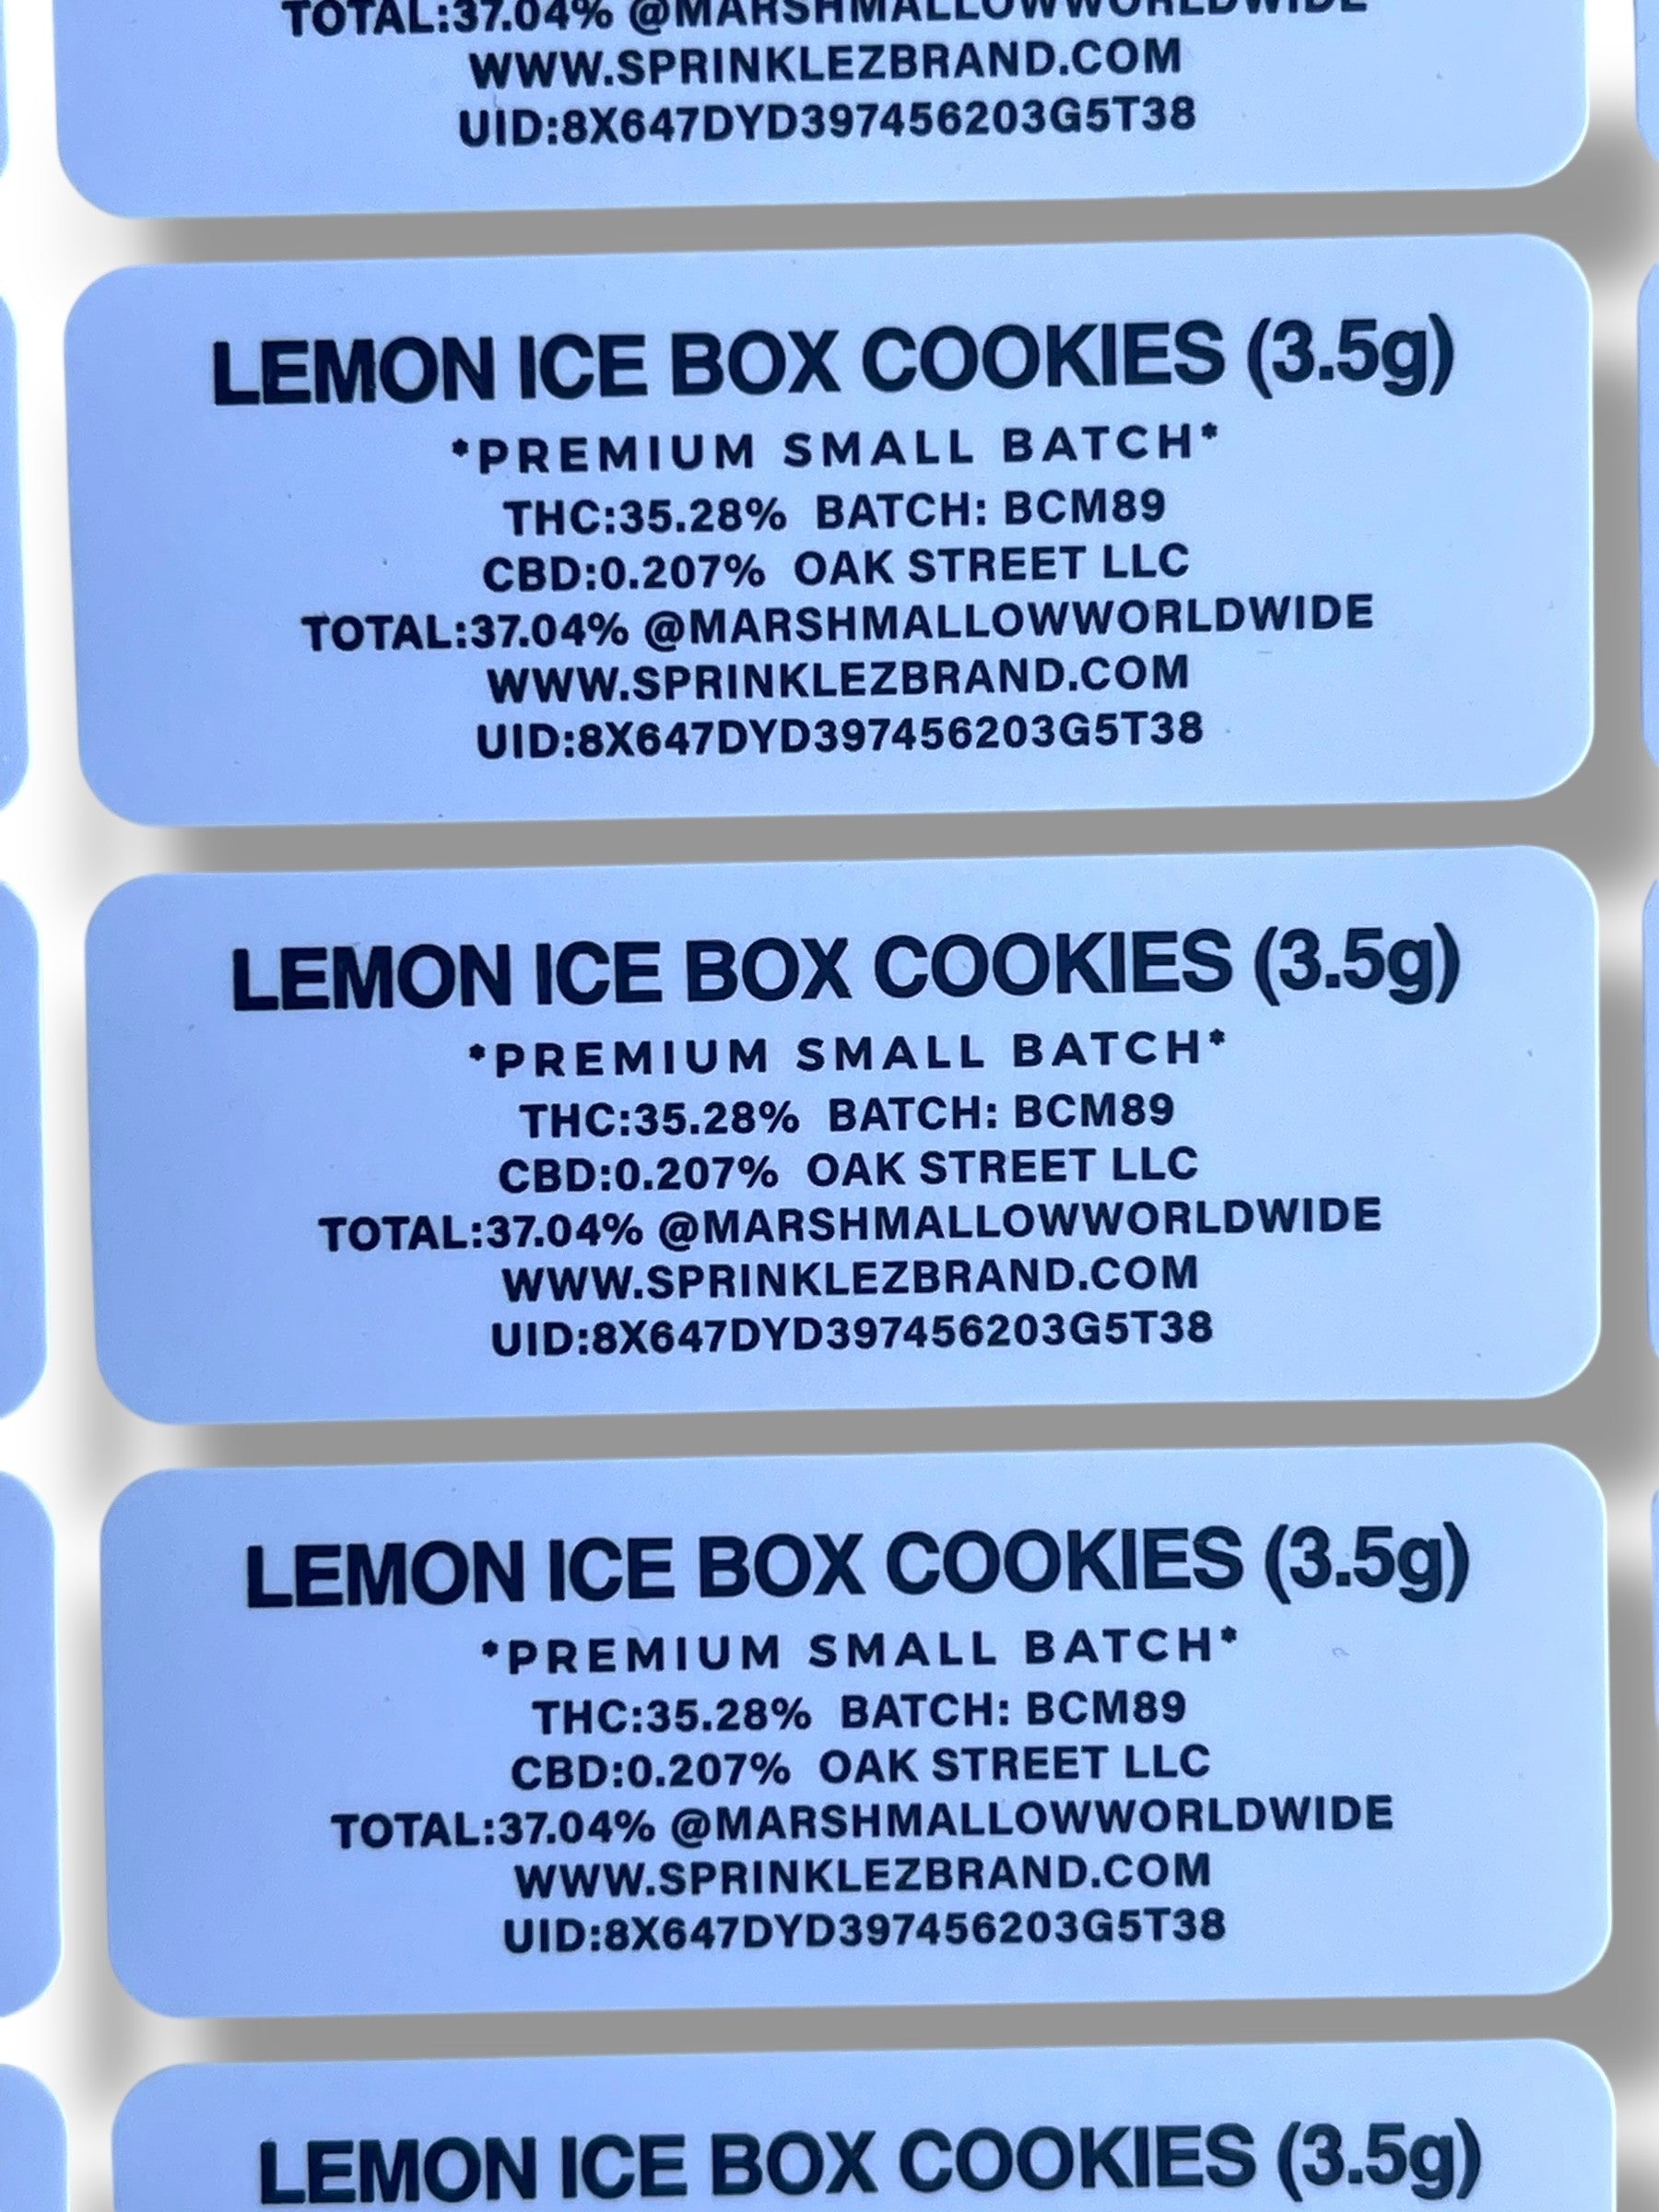 TOTAL:37.04% @MARSHMALLOWWORLDWIDE
WWW.SPRINKLEZBRAND.COM
UID:8X647DYD397456203G5T38
LEMON ICE BOX COOKIES (3.5g)
*PREMIUM SMALL BATCH*
THC:35.28% BATCH: BCM89
CBD:0.207% OAK STREET LLC
TOTAL:37.04% @MARSHMALLOWWORLDWIDE
WWW.SPRINKLEZBRAND.COM
UID:8X647DYD397456203G5T38
LEMON ICE BOX COOKIES (3.5g)
*PREMIUM SMALL BATCH*
THC:35.28% BATCH: BCM89
CBD:0.207% OAK STREET LLC
TOTAL:37.04% @MARSHMALLOWWORLDWIDE
WWW.SPRINKLEZBRAND.COM
UID:8X647DYD397456203G5T38
LEMON ICE BOX COOKIES (3.5g)
*PREMIUM SMALL BATCH*
THC:35.28% BATCH: BCM89
CBD:0.207% OAK STREET LLC
TOTAL:37.04% @MARSHMALLOWWORLDWIDE
WWW.SPRINKLEZBRAND.COM
UID:8X647DYD397456203G5T38
LEMON ICE BOX COOKIES (3.5g)